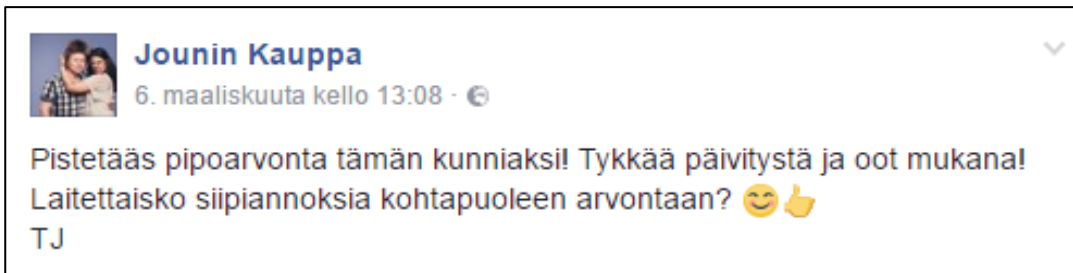 Jounin Kauppa
6. maaliskuuta kello 13:08 ·
Pistetääs pipoarvonta tämän kunniaksi! Tykkää päivitystä ja oot mukana!
Laitettaisko siipiannoksia kohtapuoleen arvontaan? 😊👍
TJ